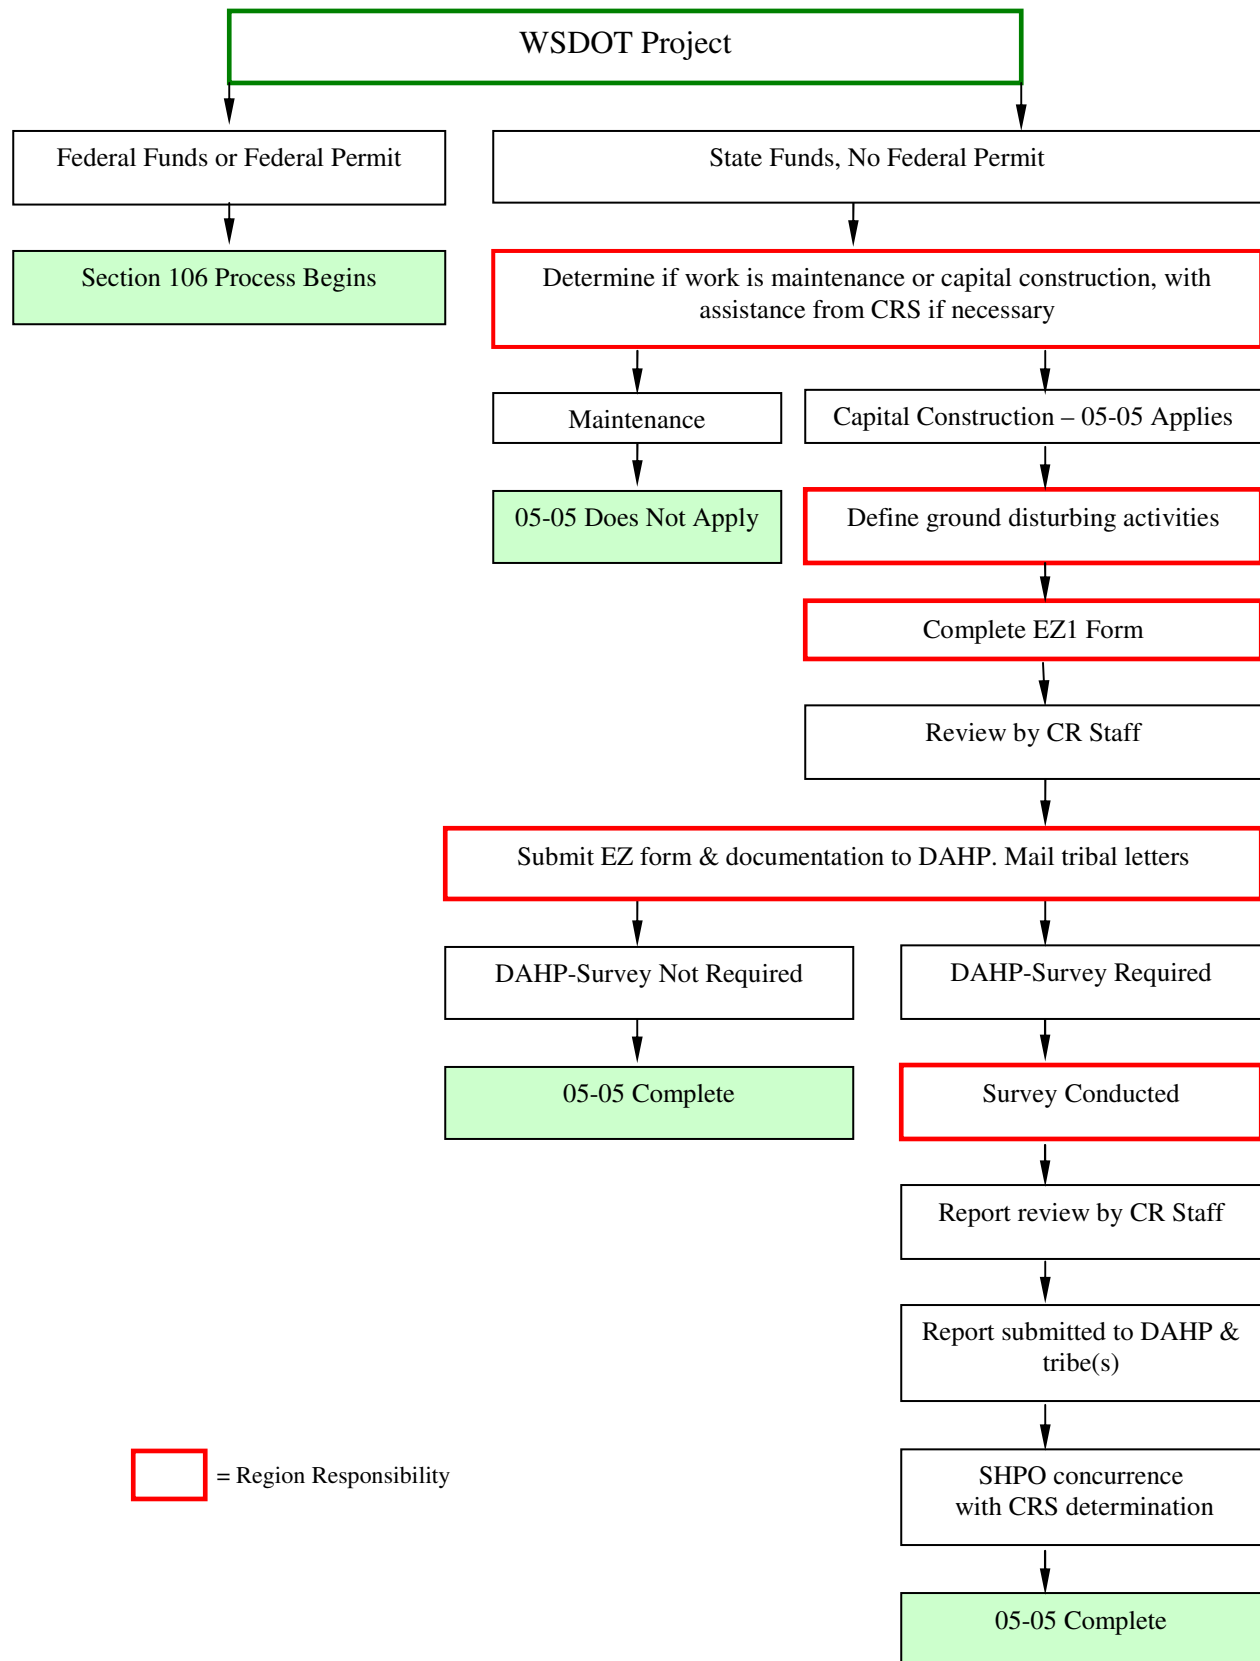 WSDOT Project
Federal Funds or Federal Permit
State Funds, No Federal Permit
Section 106 Process Begins
Determine if work is maintenance or capital construction, with
assistance from CRS if necessary
Maintenance
Capital Construction – 05-05 Applies
05-05 Does Not Apply
Define ground disturbing activities
Complete EZ1 Form
Review by CR Staff
Submit EZ form & documentation to DAHP. Mail tribal letters
DAHP-Survey Not Required
DAHP-Survey Required
05-05 Complete
Survey Conducted
Report review by CR Staff
Report submitted to DAHP &
tribe(s)
= Region Responsibility
SHPO concurrence
with CRS determination
05-05 Complete